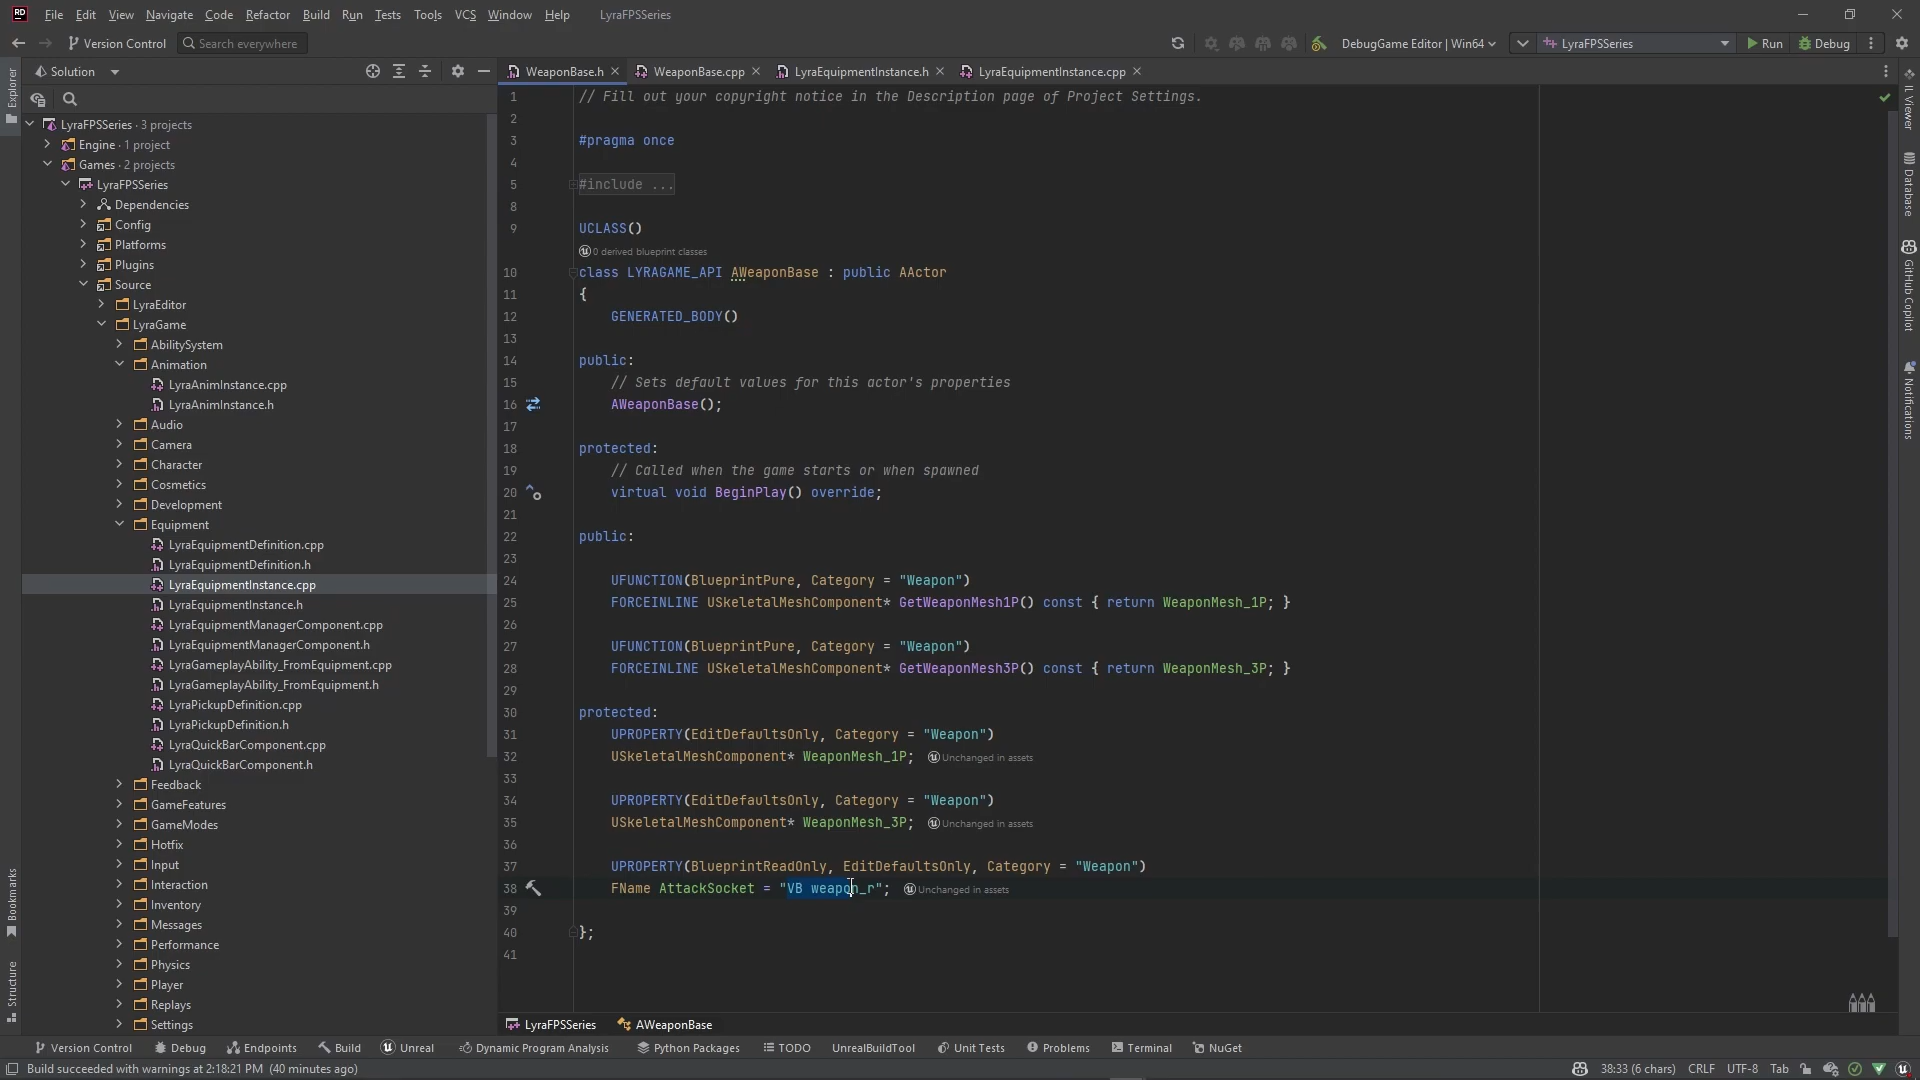 RD File Edit View Navigate Code Refactor Build Run Tests Tools VCS Window Help LyraFPSSeries
Version Control Search everywhere DebugGame Editor | Win64 LyraFPSSeries Run Debug
Explorer
Solution
WeaponBase.h WeaponBase.cpp LyraEquipmentInstance.h LyraEquipmentInstance.cpp
LyraFPSSeries · 3 projects
Engine · 1 project
Games · 2 projects
LyraFPSSeries
Dependencies
Config
Platforms
Plugins
Source
LyraEditor
LyraGame
AbilitySystem
Animation
LyraAnimInstance.cpp
LyraAnimInstance.h
Audio
Camera
Character
Cosmetics
Development
Equipment
LyraEquipmentDefinition.cpp
LyraEquipmentDefinition.h
LyraEquipmentInstance.cpp
LyraEquipmentInstance.h
LyraEquipmentManagerComponent.cpp
LyraEquipmentManagerComponent.h
LyraGameplayAbility_FromEquipment.cpp
LyraGameplayAbility_FromEquipment.h
LyraPickupDefinition.cpp
LyraPickupDefinition.h
LyraQuickBarComponent.cpp
LyraQuickBarComponent.h
Feedback
GameFeatures
GameModes
Hotfix
Input
Interaction
Inventory
Messages
Performance
Physics
Player
Replays
Settings
Bookmarks
Structure
1 // Fill out your copyright notice in the Description page of Project Settings.
2
3 #pragma once
4
5 #include ...
8
9 UCLASS()
0 derived blueprint classes
10 class LYRAGAME_API AWeaponBase : public AActor
11 {
12 GENERATED_BODY()
13
14 public:
15 // Sets default values for this actor's properties
16 AWeaponBase();
17
18 protected:
19 // Called when the game starts or when spawned
20 virtual void BeginPlay() override;
21
22 public:
23
24 UFUNCTION(BlueprintPure, Category = "Weapon")
25 FORCEINLINE USkeletalMeshComponent* GetWeaponMesh1P() const { return WeaponMesh_1P; }
26
27 UFUNCTION(BlueprintPure, Category = "Weapon")
28 FORCEINLINE USkeletalMeshComponent* GetWeaponMesh3P() const { return WeaponMesh_3P; }
29
30 protected:
31 UPROPERTY(EditDefaultsOnly, Category = "Weapon")
32 USkeletalMeshComponent* WeaponMesh_1P; Unchanged in assets
33
34 UPROPERTY(EditDefaultsOnly, Category = "Weapon")
35 USkeletalMeshComponent* WeaponMesh_3P; Unchanged in assets
36
37 UPROPERTY(BlueprintReadOnly, EditDefaultsOnly, Category = "Weapon")
38 FName AttackSocket = "VB weapon_r"; Unchanged in assets
39
40 };
41
IL Viewer
Database
GitHub Copilot
Notifications
LyraFPSSeries AWeaponBase
Version Control Debug Endpoints Build Unreal Dynamic Program Analysis Python Packages TODO UnrealBuildTool Unit Tests Problems Terminal NuGet
Build succeeded with warnings at 2:18:21 PM (40 minutes ago) 38:33 (6 chars) CRLF UTF-8 Tab